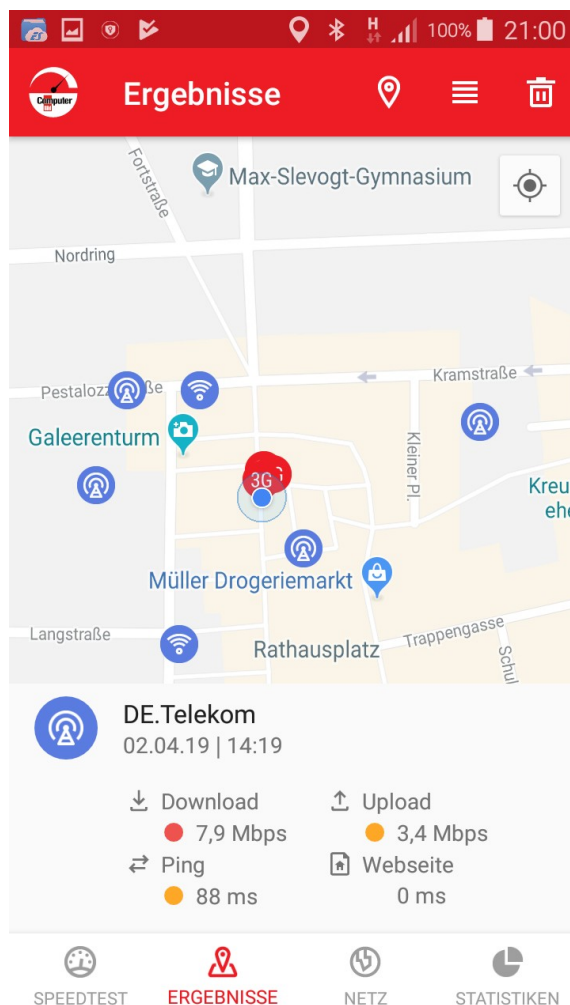 H
100%
21:00
Computer
Ergebnisse
Fortstraße
Max-Slevogt-Gymnasium
Nordring
Kramstraße
Galeerenturm
Kleiner Pl.
3G
Kreu
ehe
Müller Drogeriemarkt
Langstraße
Rathausplatz
Trappengasse
Schul
DE.Telekom
02.04.19 | 14:19
Download
Upload
7,9 Mbps
3,4 Mbps
Ping
Webseite
88 ms
0 ms
SPEEDTEST
ERGEBNISSE
NETZ
STATISTIKEN